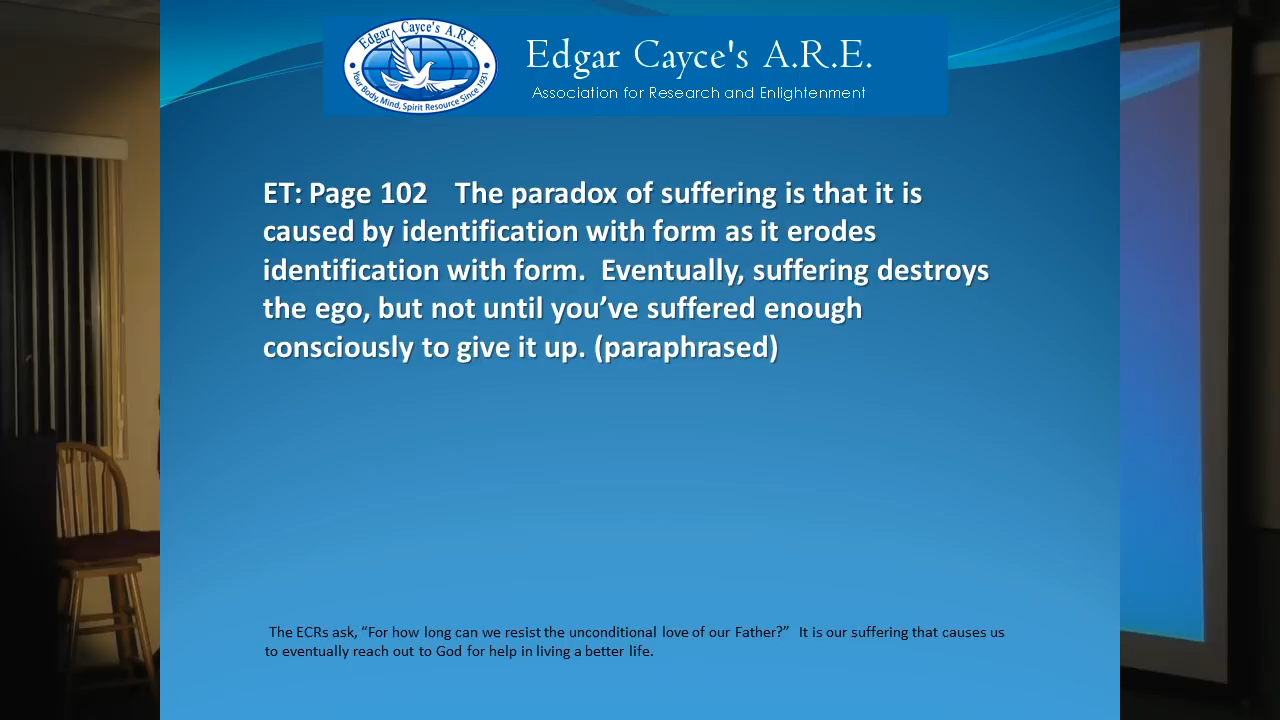 Edgar Cayce's A.R.E.
Your Body, Mind, Spirit Resource Since 1931
Edgar Cayce's A.R.E.
Association for Research and Enlightenment
ET: Page 102    The paradox of suffering is that it is
caused by identification with form as it erodes
identification with form.  Eventually, suffering destroys
the ego, but not until you’ve suffered enough
consciously to give it up. (paraphrased)
The ECRs ask, “For how long can we resist the unconditional love of our Father?”  It is our suffering that causes us
to eventually reach out to God for help in living a better life.